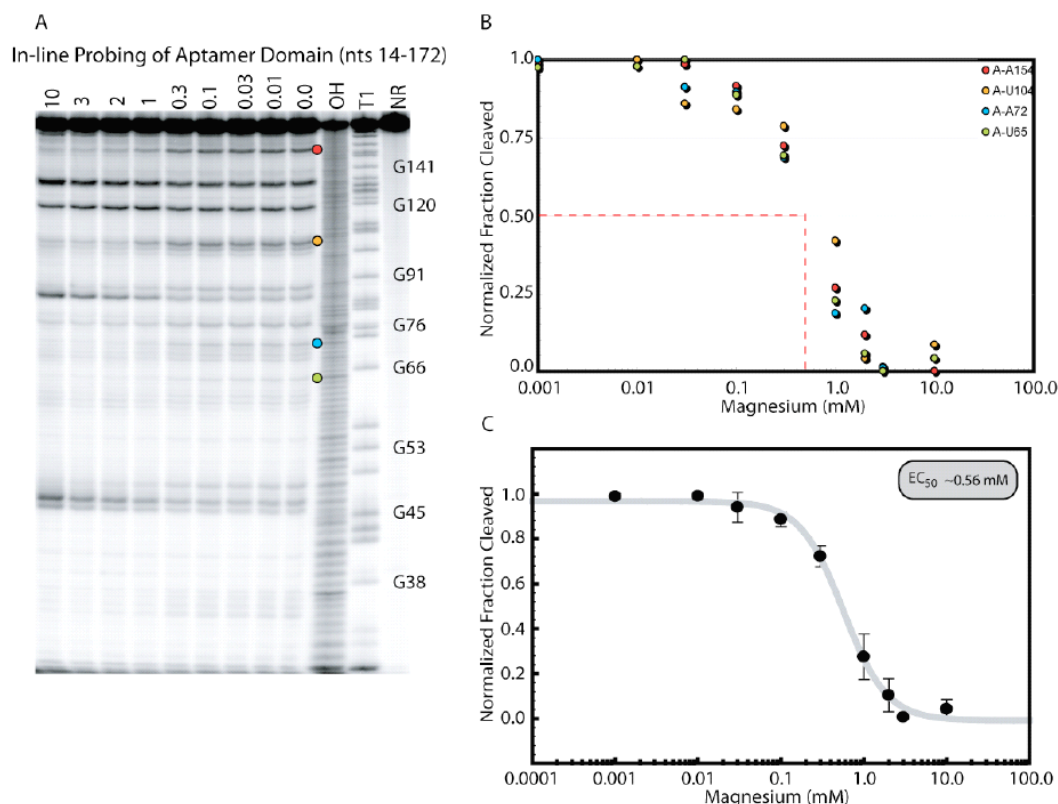 A
In-line Probing of Aptamer Domain (nts 14-172)
10 3 2 1 0.3 0.1 0.03 0.01 0.0 OH T1 NR
G141
G120
G91
G76
G66
G53
G45
G38
B
Normalized Fraction Cleaved
1.0
0.75
0.50
0.25
0.0
0.001 0.01 0.1 1.0 10.0 100.0
Magnesium (mM)
A-A154
A-U104
A-A72
A-U65
C
Normalized Fraction Cleaved
1.0
0.8
0.6
0.4
0.2
0.0
0.0001 0.001 0.01 0.1 1.0 10.0 100.0
Magnesium (mM)
EC50 ~0.56 mM